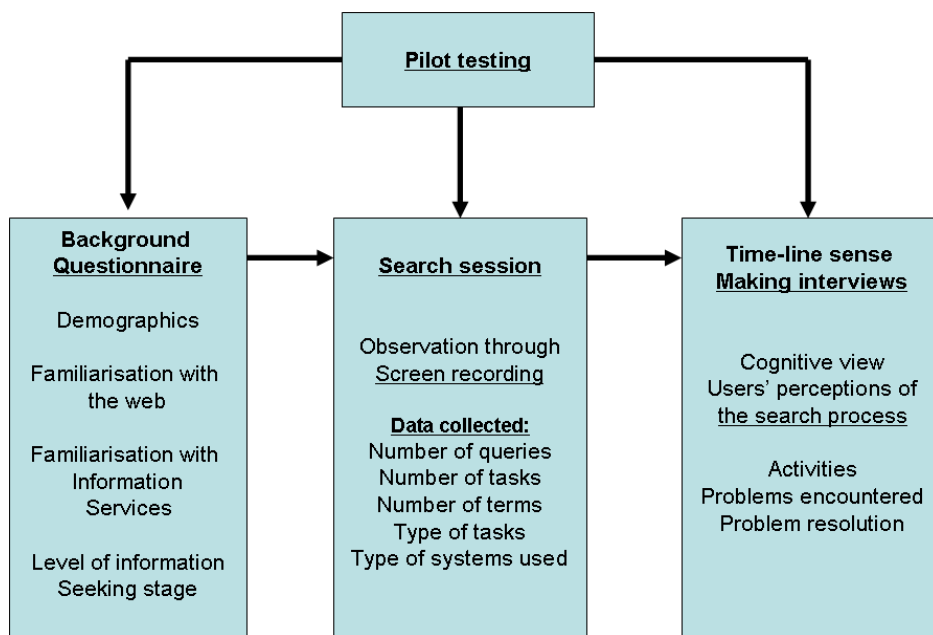 Pilot testing
Background
Questionnaire
Demographics
Familiarisation with
the web
Familiarisation with
Information
Services
Level of information
Seeking stage
Search session
Observation through
Screen recording
Data collected:
Number of queries
Number of tasks
Number of terms
Type of tasks
Type of systems used
Time-line sense
Making interviews
Cognitive view
Users' perceptions of
the search process
Activities
Problems encountered
Problem resolution